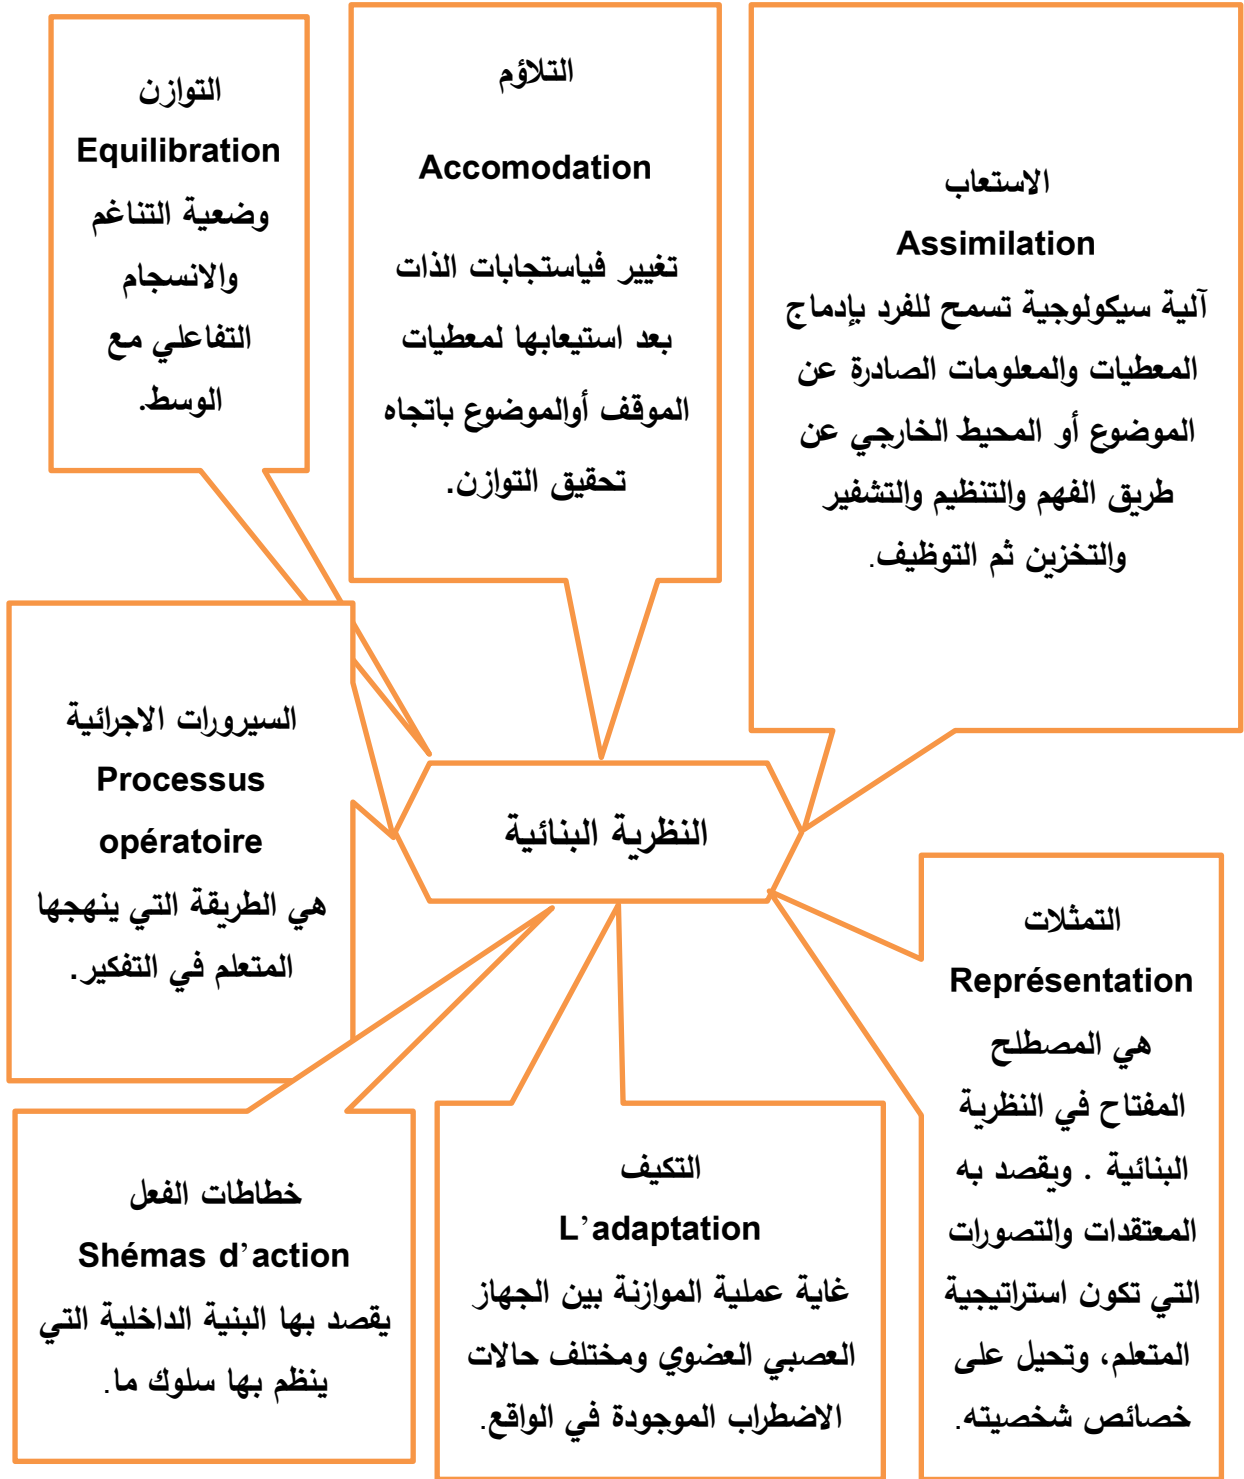 الاستعاب
Assimilation
آلية سيكولوجية تسمح للفرد بإدماج
المعطيات والمعلومات الصادرة عن
الموضوع أو المحيط الخارجي عن
طريق الفهم والتنظيم والتشفير
والتخزين ثم التوظيف.
التلاؤم
Accomodation
تغيير فياستجابات الذات
بعد استيعابها لمعطيات
الموقف أوالموضوع باتجاه
تحقيق التوازن.
التوازن
Equilibration
وضعية التناغم
والانسجام
التفاعلي مع
الوسط.
السيرورات الاجرائية
Processus
opératoire
هي الطريقة التي ينهجها
المتعلم في التفكير.
النظرية البنائية
التمثلات
Représentation
هي المصطلح
المفتاح في النظرية
البنائية . ويقصد به
المعتقدات والتصورات
التي تكون استراتيجية
المتعلم، وتحيل على
خصائص شخصيته.
التكيف
L’adaptation
غاية عملية الموازنة بين الجهاز
العصبي العضوي ومختلف حالات
الاضطراب الموجودة في الواقع.
خطاطات الفعل
Shémas d’action
يقصد بها البنية الداخلية التي
ينظم بها سلوك ما.